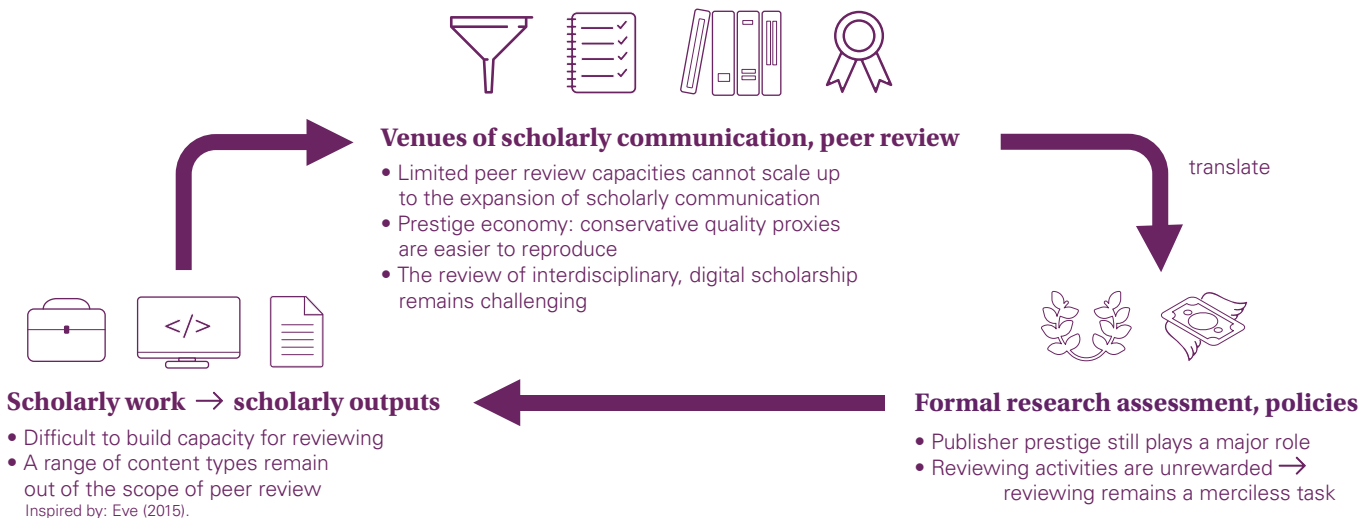 Venues of scholarly communication, peer review
• Limited peer review capacities cannot scale up
to the expansion of scholarly communication
• Prestige economy: conservative quality proxies
are easier to reproduce
• The review of interdisciplinary, digital scholarship
remains challenging
translate
</>
Scholarly work → scholarly outputs
• Difficult to build capacity for reviewing
• A range of content types remain
out of the scope of peer review
Inspired by: Eve (2015).
Formal research assessment, policies
• Publisher prestige still plays a major role
• Reviewing activities are unrewarded →
reviewing remains a merciless task